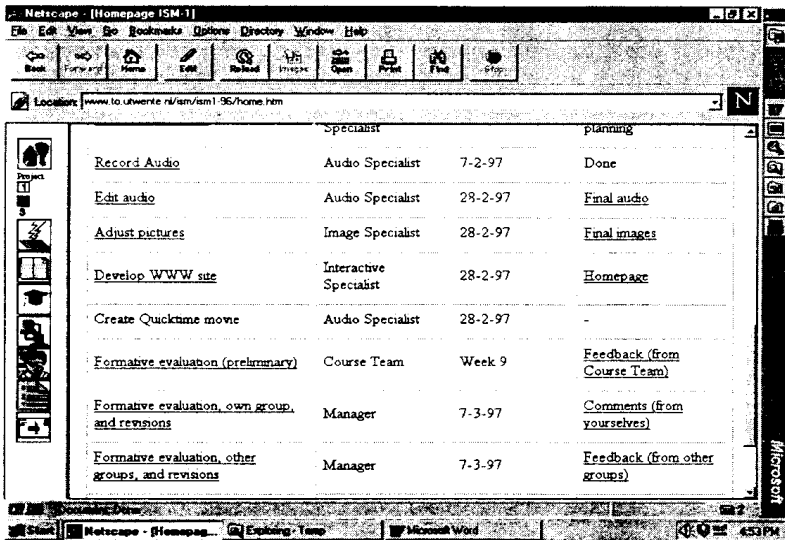 Netscape - [Homepage ISM-1]
File Edit View Go Bookmarks Options Directory Window Help
Back Forward Home Edit Reload Images Open Print Find Stop
Location: www.to.utwente.nl/ism/ism1-96/home.htm
Specialist planning
Project
1
3
Record Audio Audio Specialist 7-2-97 Done
Edit audio Audio Specialist 28-2-97 Final audio
Adjust pictures Image Specialist 28-2-97 Final images
Develop WWW site Interactive Specialist 28-2-97 Homepage
Create Quicktime movie Audio Specialist 28-2-97 -
Formative evaluation (preliminary) Course Team Week 9 Feedback (from
Course Team)
Formative evaluation, own group, Manager 7-3-97 Comments (from
and revisions yourselves)
Formative evaluation, other Manager 7-3-97 Feedback (from other
groups, and revisions groups)
Document: Done
Start Netscape - [Homepag... Exploring - Temp Microsoft Word 4:53 PM
Microsoft